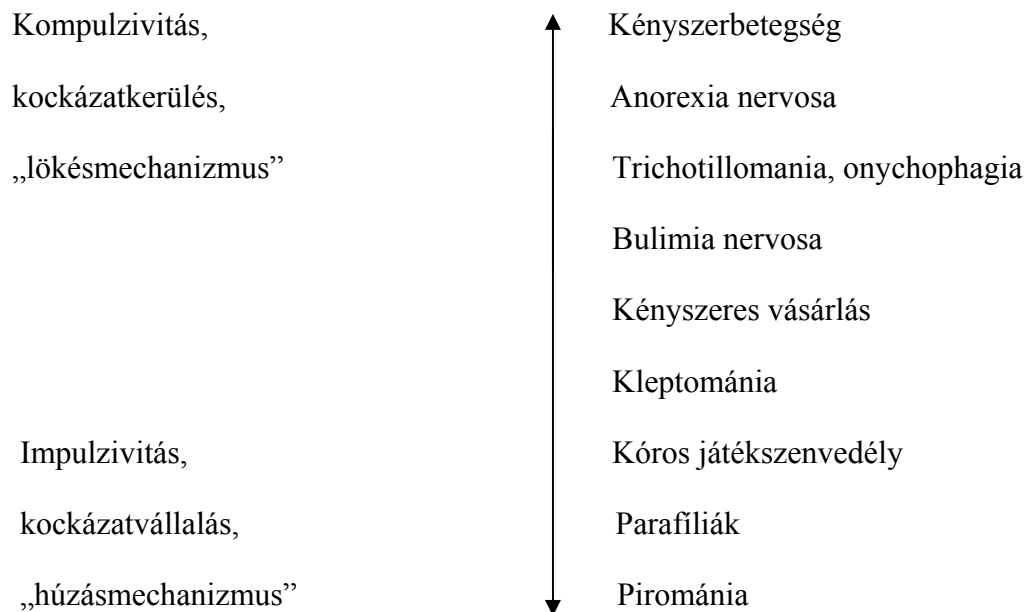 Kompulzivitás, Kényszerbetegség
kockázatkerülés, Anorexia nervosa
„lökésmechanizmus” Trichotillomania, onychophagia
Bulimia nervosa
Kényszeres vásárlás
Kleptománia
Impulzivitás, Kóros játékszenvedély
kockázatvállalás, Parafíliák
„húzásmechanizmus” Pirománia